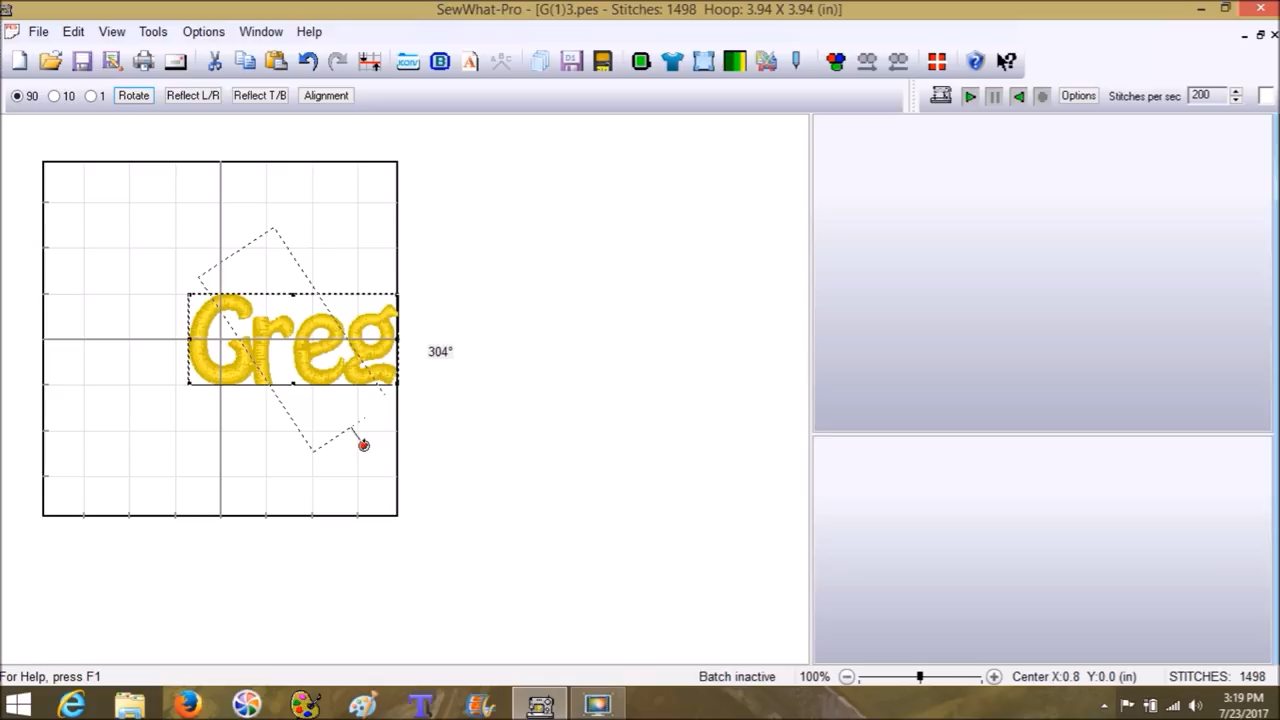 SewWhat-Pro - [G(1)3.pes - Stitches: 1498 Hoop: 3.94 X 3.94 (in)]
File Edit View Tools Options Window Help
90 10 1 Rotate Reflect L/R Reflect T/B Alignment Options Stitches per sec 200
Greg
304°
For Help, press F1 Batch inactive 100% Center X:0.8 Y:0.0 (in) STITCHES: 1498
3:19 PM
7/23/2017